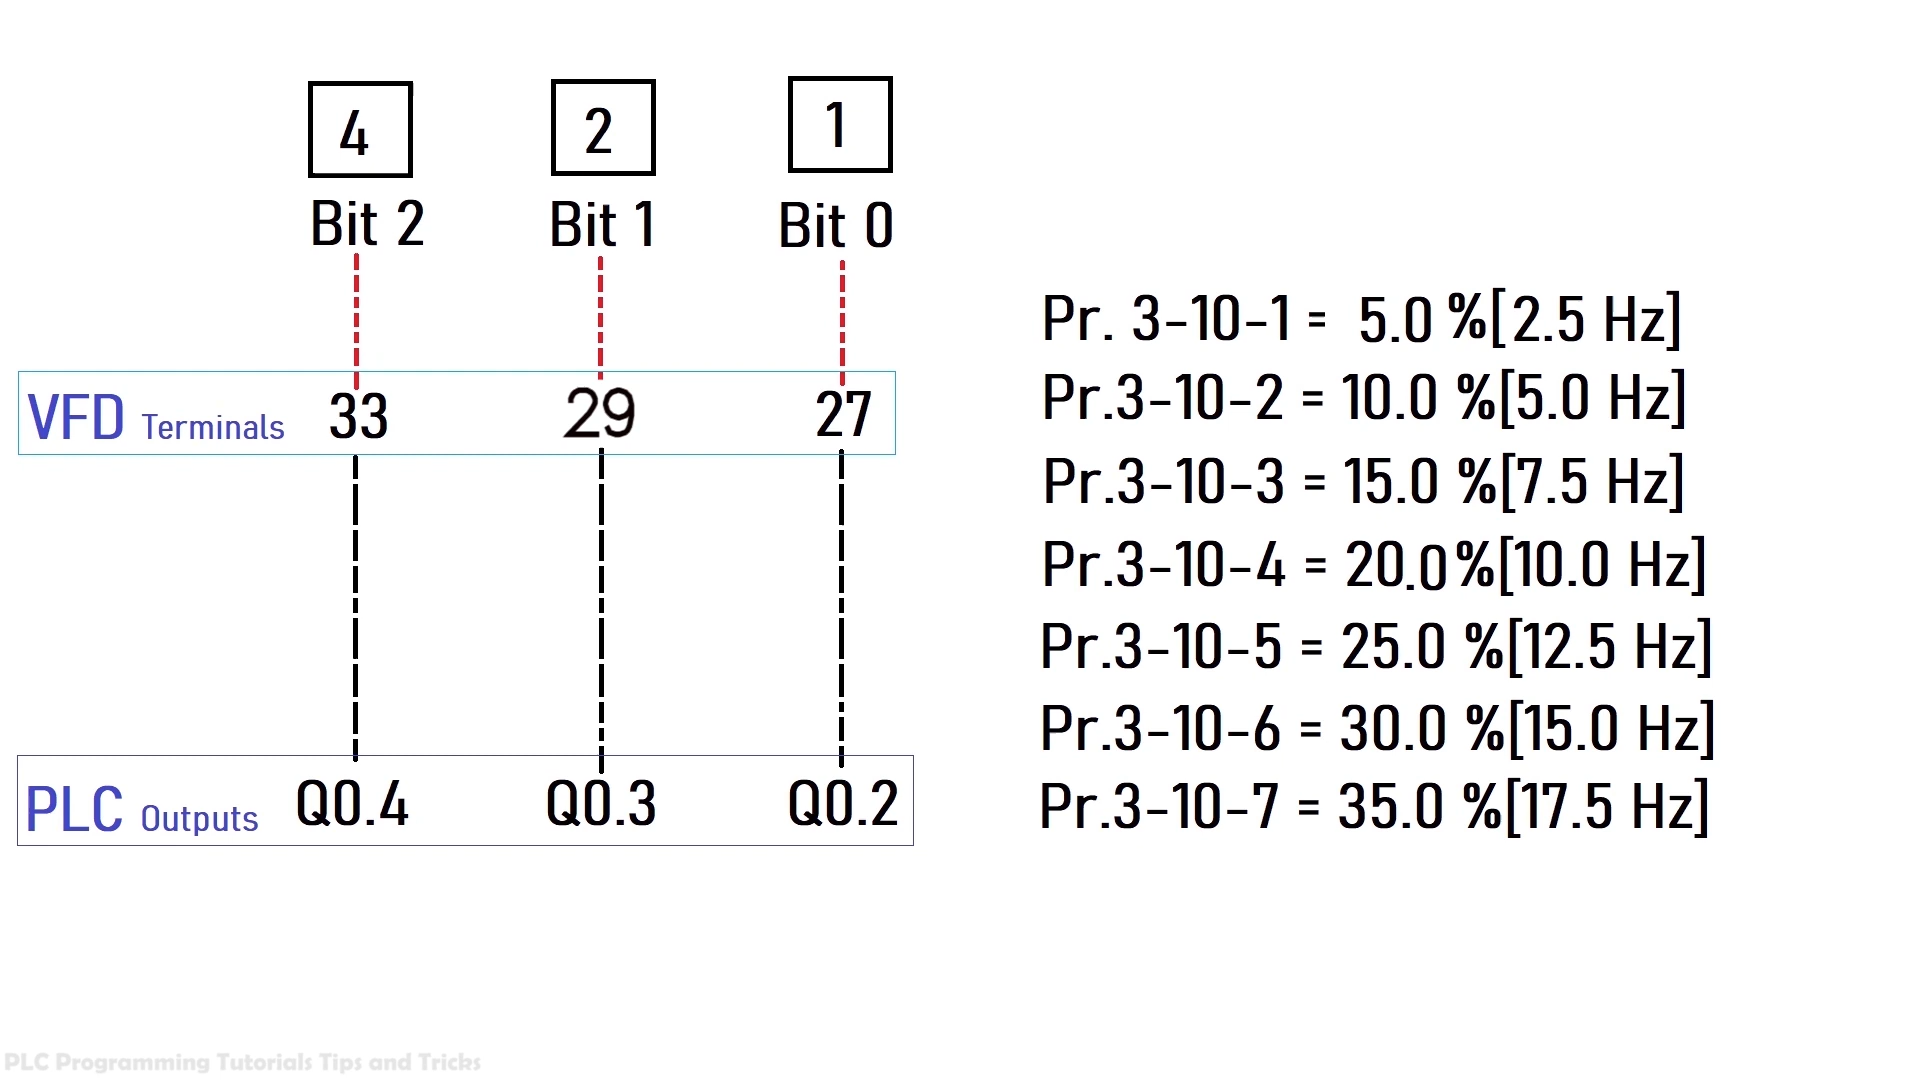 4 2 1
Bit 2 Bit 1 Bit 0
VFD Terminals 33 29 27
PLC Outputs Q0.4 Q0.3 Q0.2
Pr. 3-10-1 = 5.0 %[2.5 Hz]
Pr.3-10-2 = 10.0 %[5.0 Hz]
Pr.3-10-3 = 15.0 %[7.5 Hz]
Pr.3-10-4 = 20.0 %[10.0 Hz]
Pr.3-10-5 = 25.0 %[12.5 Hz]
Pr.3-10-6 = 30.0 %[15.0 Hz]
Pr.3-10-7 = 35.0 %[17.5 Hz]
PLC Programming Tutorials Tips and Tricks